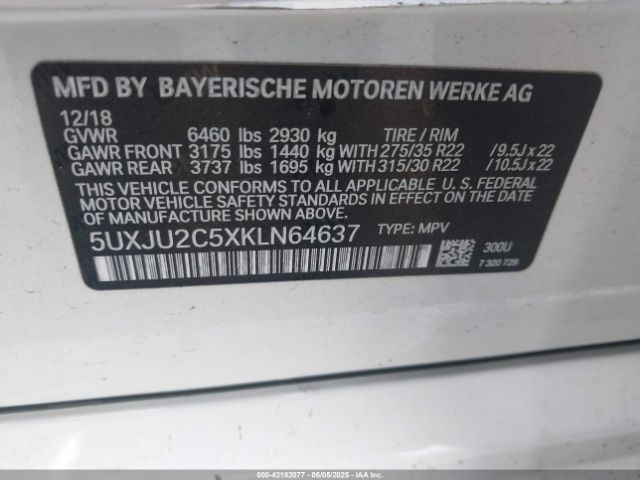 MFD BY BAYERISCHE MOTOREN WERKE AG
12/18
GVWR 6460 lbs 2930 kg TIRE / RIM
GAWR FRONT 3175 lbs 1440 kg WITH 275/35 R22 /9.5J x 22
GAWR REAR 3737 lbs 1695 kg WITH 315/30 R22 /10.5J x 22
THIS VEHICLE CONFORMS TO ALL APPLICABLE U. S. FEDERAL
MOTOR VEHICLE SAFETY STANDARDS IN EFFECT ON THE DATE
OF MANUFACTURE SHOWN ABOVE.
5UXJU2C5XKLN64637 TYPE: MPV
300U
7 320 729
000-42182077 - 05/05/2025 - IAAI.com